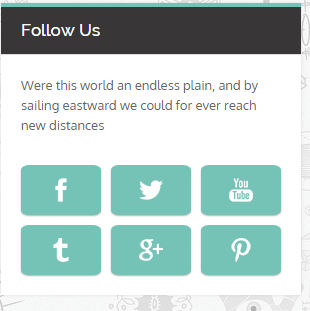 Follow Us
Were this world an endless plain, and by
sailing eastward we could for ever reach
new distances
f
You
Tube
t
g+
P